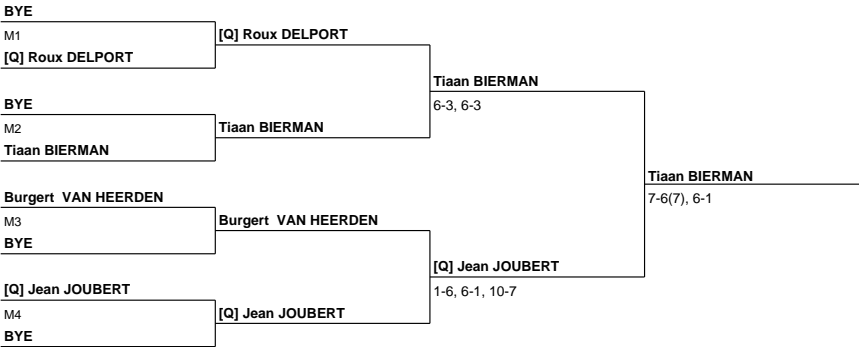 BYE
M1
[Q] Roux DELPORT
[Q] Roux DELPORT
Tiaan BIERMAN
6-3, 6-3
BYE
M2
Tiaan BIERMAN
Tiaan BIERMAN
Tiaan BIERMAN
7-6(7), 6-1
Burgert  VAN HEERDEN
M3
Burgert  VAN HEERDEN
BYE
[Q] Jean JOUBERT
1-6, 6-1, 10-7
[Q] Jean JOUBERT
M4
[Q] Jean JOUBERT
BYE